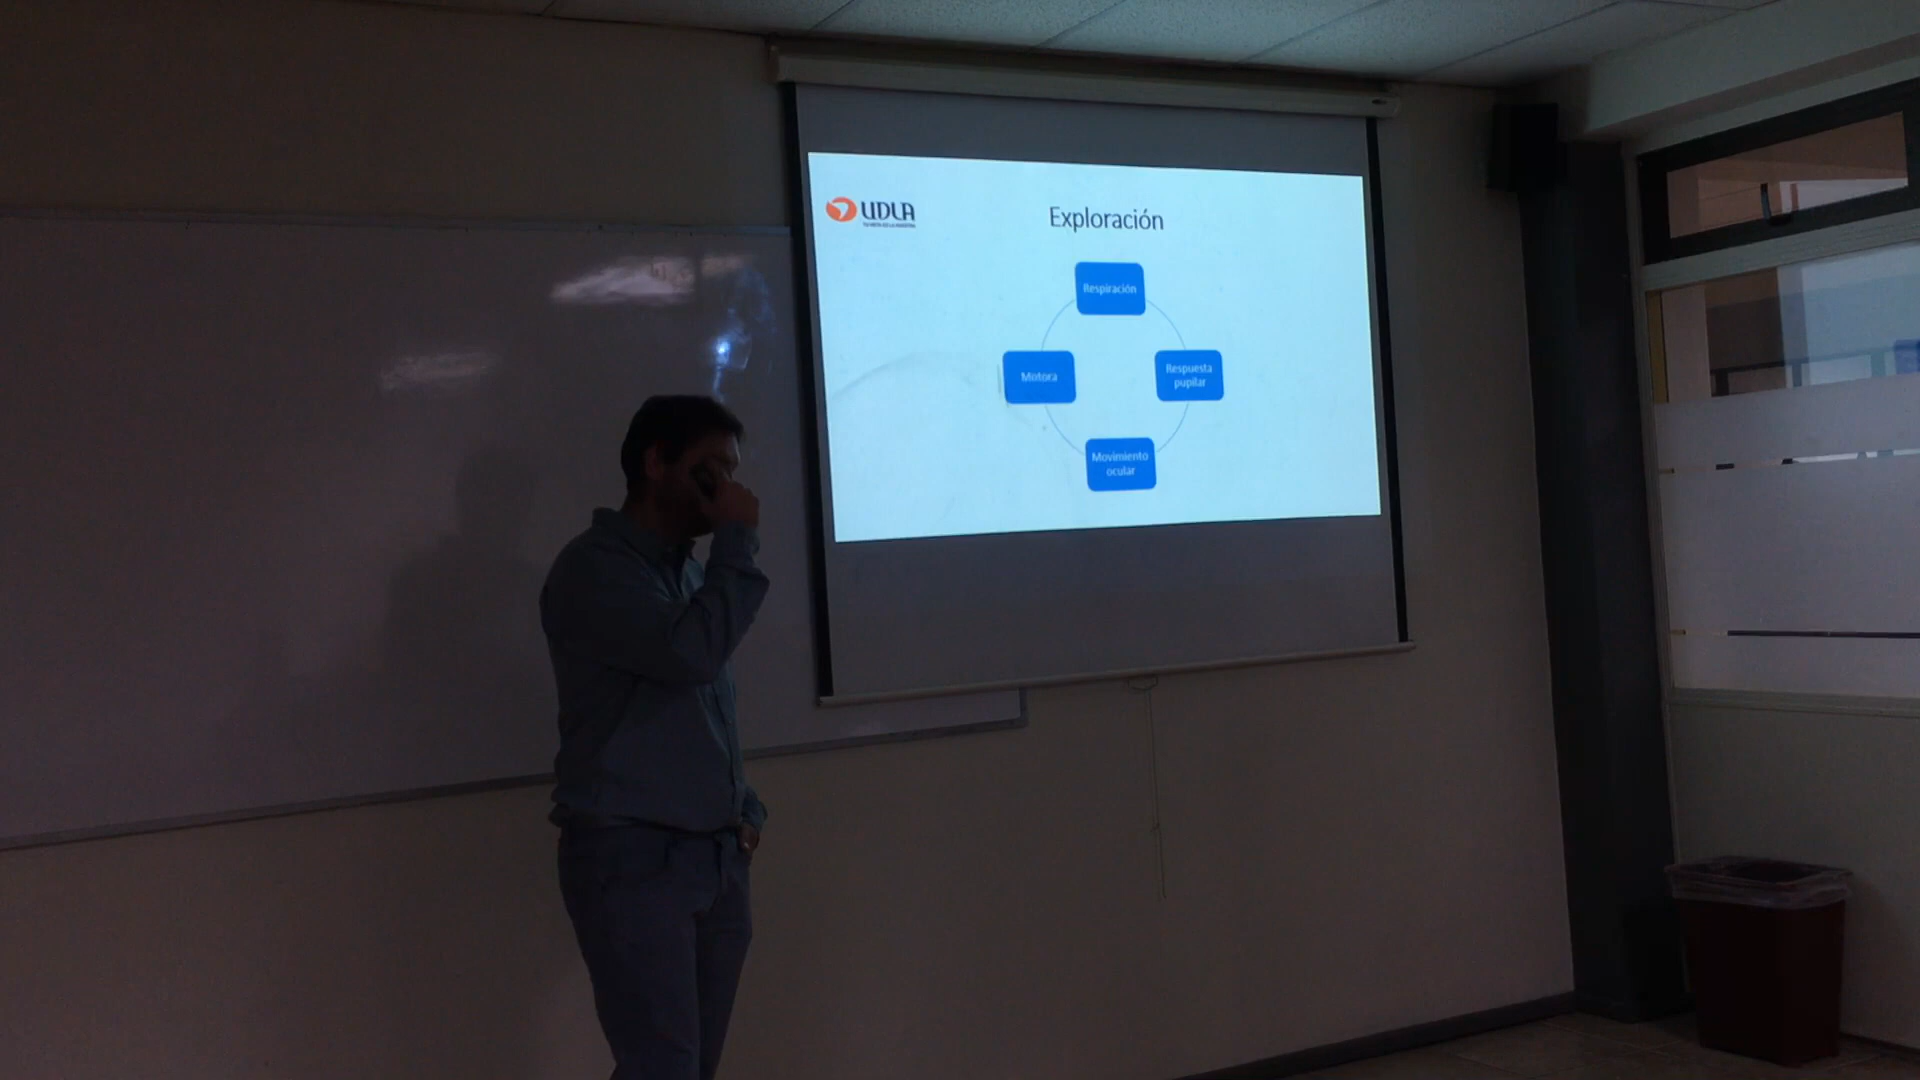 UDLA
Exploración
Respiración
Motora
Respuesta
pupilar
Movimiento
ocular